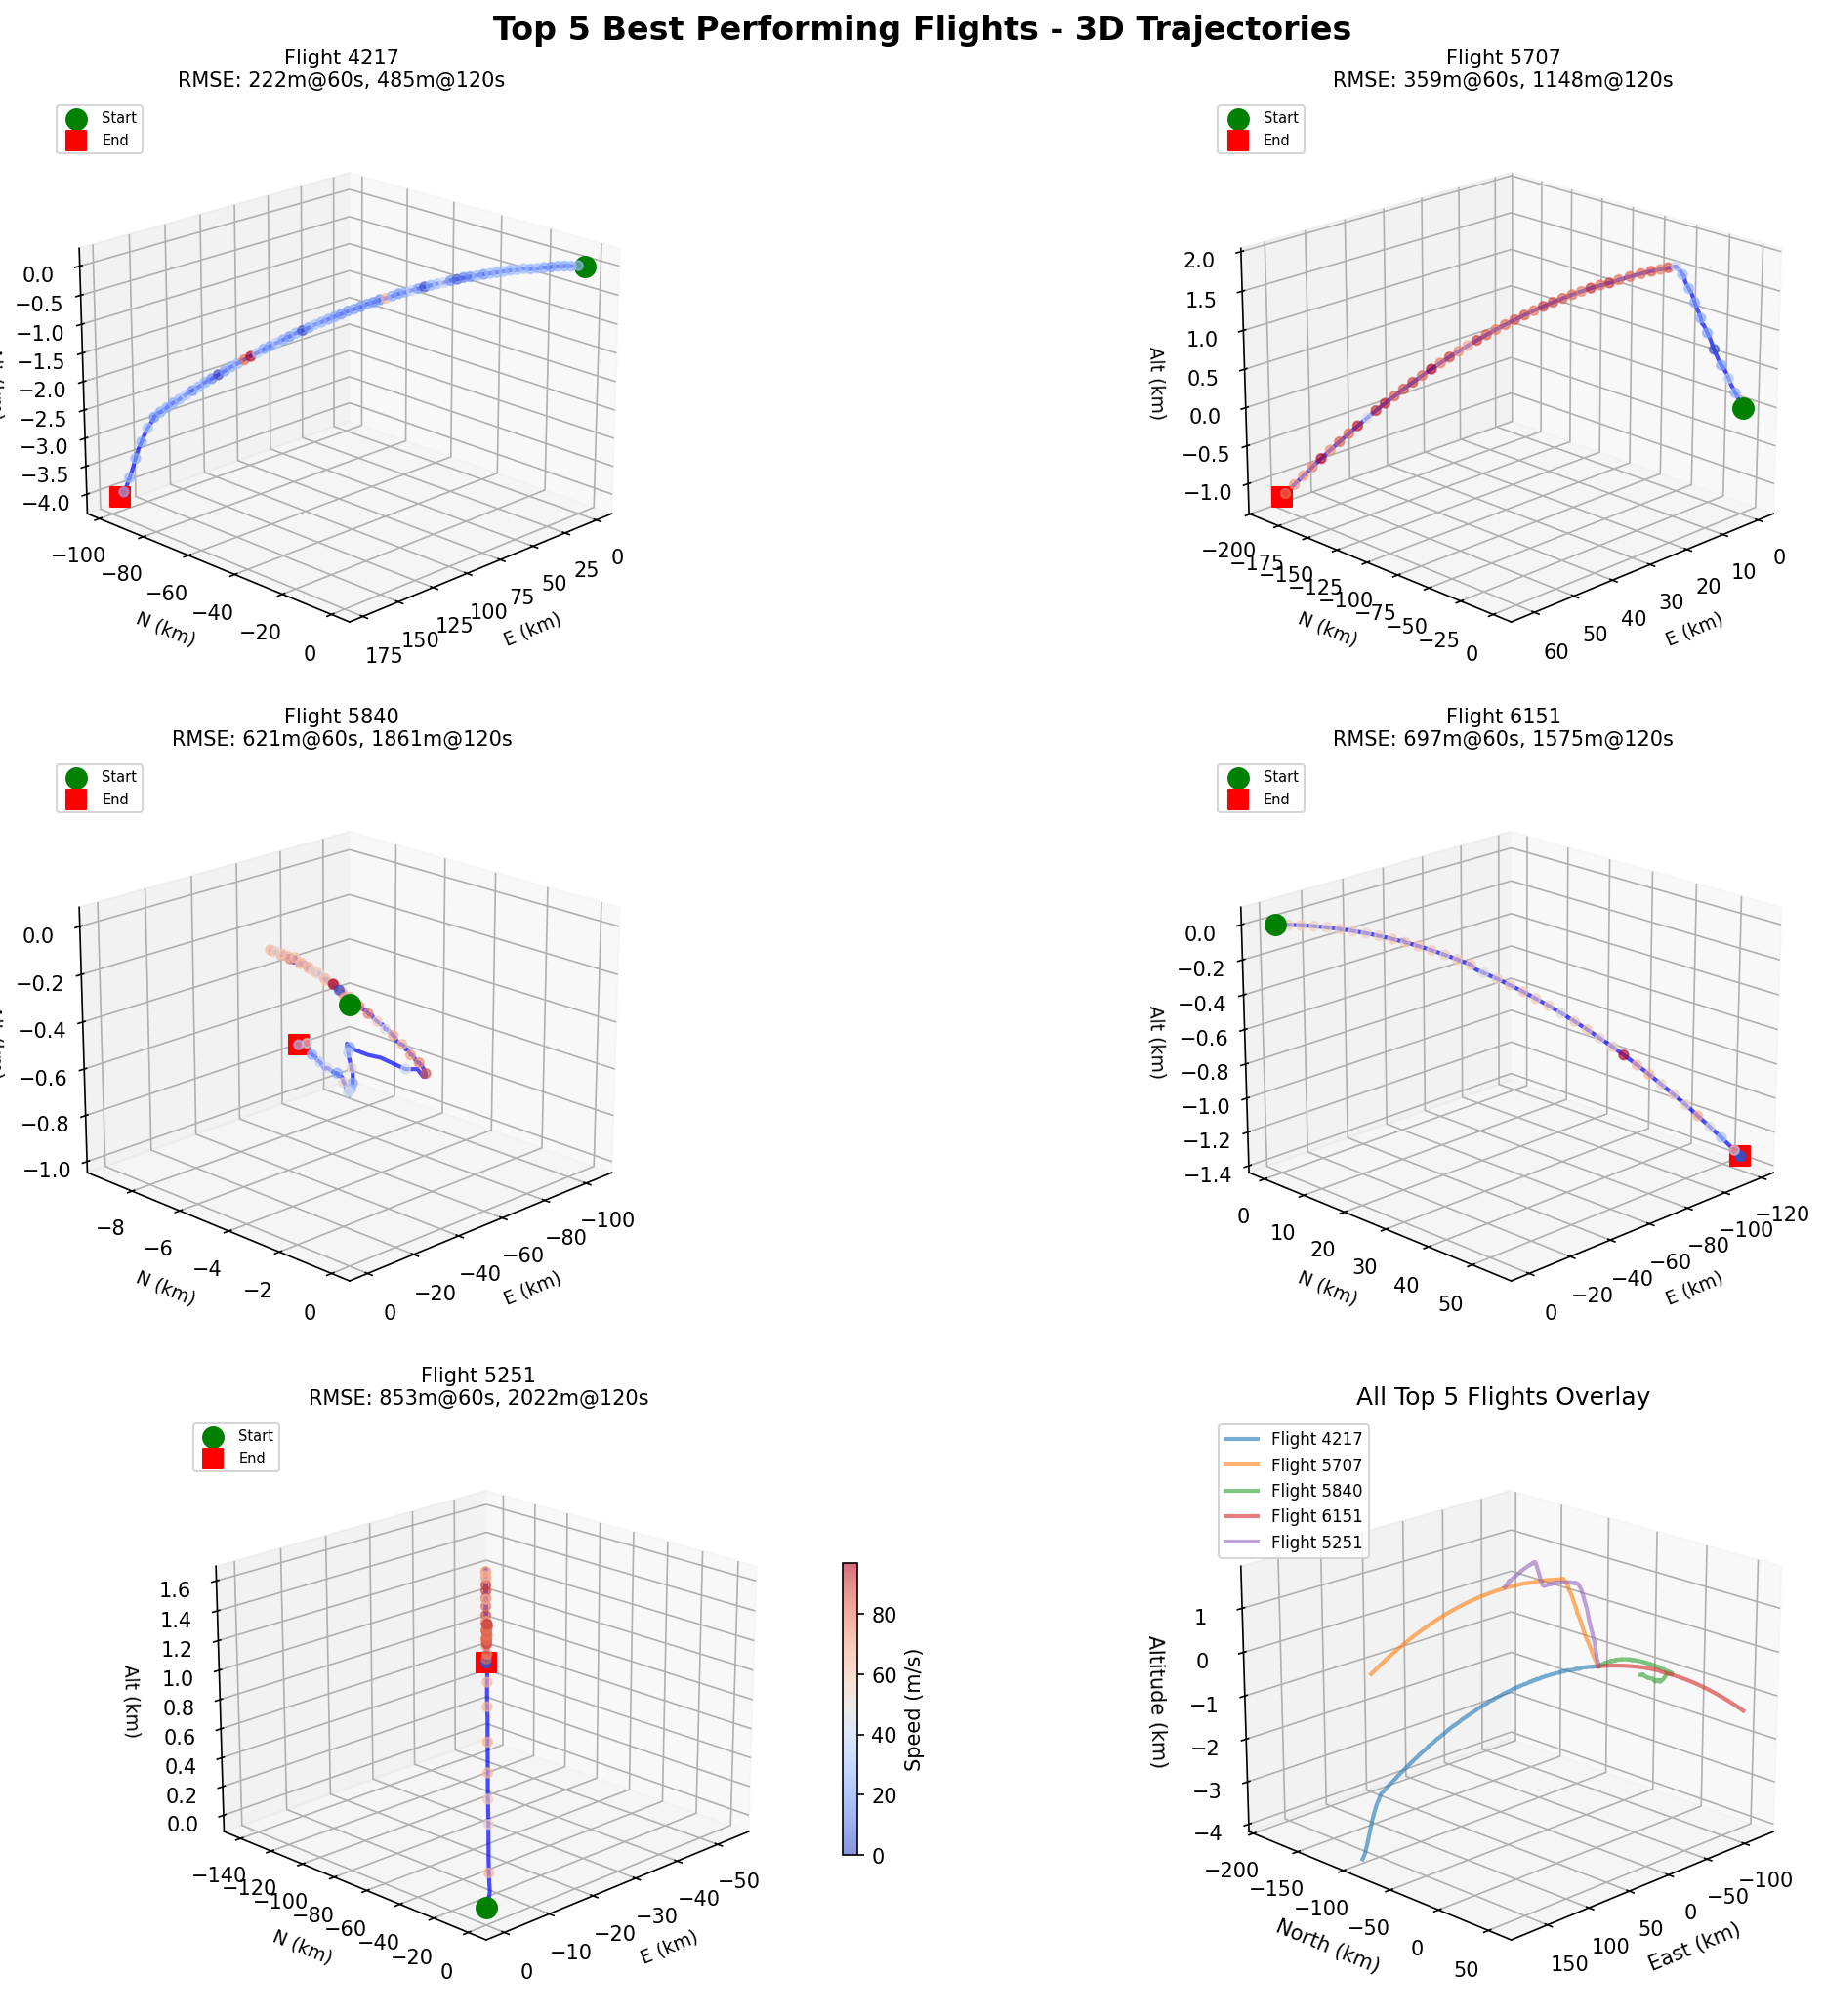 Top 5 Best Performing Flights - 3D Trajectories
Flight 4217
RMSE: 222m@60s, 485m@120s
Start
End
0.0
−0.5
−1.0
−1.5
−2.0
−2.5
−3.0
−3.5
−4.0
−100
−80
−60
−40
−20
0
N (km)
175
150
125
100
75
50
25
0
E (km)
Flight 5707
RMSE: 359m@60s, 1148m@120s
Start
End
Alt (km)
2.0
1.5
1.0
0.5
0.0
−0.5
−1.0
−200
−175
−150
−125
−100
−75
−50
−25
0
N (km)
60
50
40
30
20
10
0
E (km)
Flight 5840
RMSE: 621m@60s, 1861m@120s
Start
End
0.0
−0.2
−0.4
−0.6
−0.8
−1.0
−8
−6
−4
−2
0
N (km)
0
−20
−40
−60
−80
−100
E (km)
Flight 6151
RMSE: 697m@60s, 1575m@120s
Start
End
Alt (km)
0.0
−0.2
−0.4
−0.6
−0.8
−1.0
−1.2
−1.4
0
10
20
30
40
50
N (km)
0
−20
−40
−60
−80
−100
−120
E (km)
Flight 5251
RMSE: 853m@60s, 2022m@120s
Start
End
Alt (km)
1.6
1.4
1.2
1.0
0.8
0.6
0.4
0.2
0.0
−140
−120
−100
−80
−60
−40
−20
0
N (km)
0
−10
−20
−30
−40
−50
E (km)
80
60
40
20
0
Speed (m/s)
All Top 5 Flights Overlay
Flight 4217
Flight 5707
Flight 5840
Flight 6151
Flight 5251
Altitude (km)
1
0
−1
−2
−3
−4
−200
−150
−100
−50
0
50
North (km)
150
100
50
0
−50
−100
East (km)